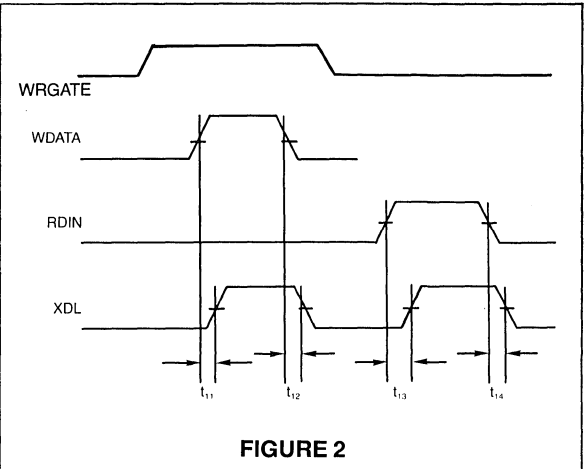 WRGATE
WDATA
RDIN
XDL
t₁₁ t₁₂ t₁₃ t₁₄
FIGURE 2